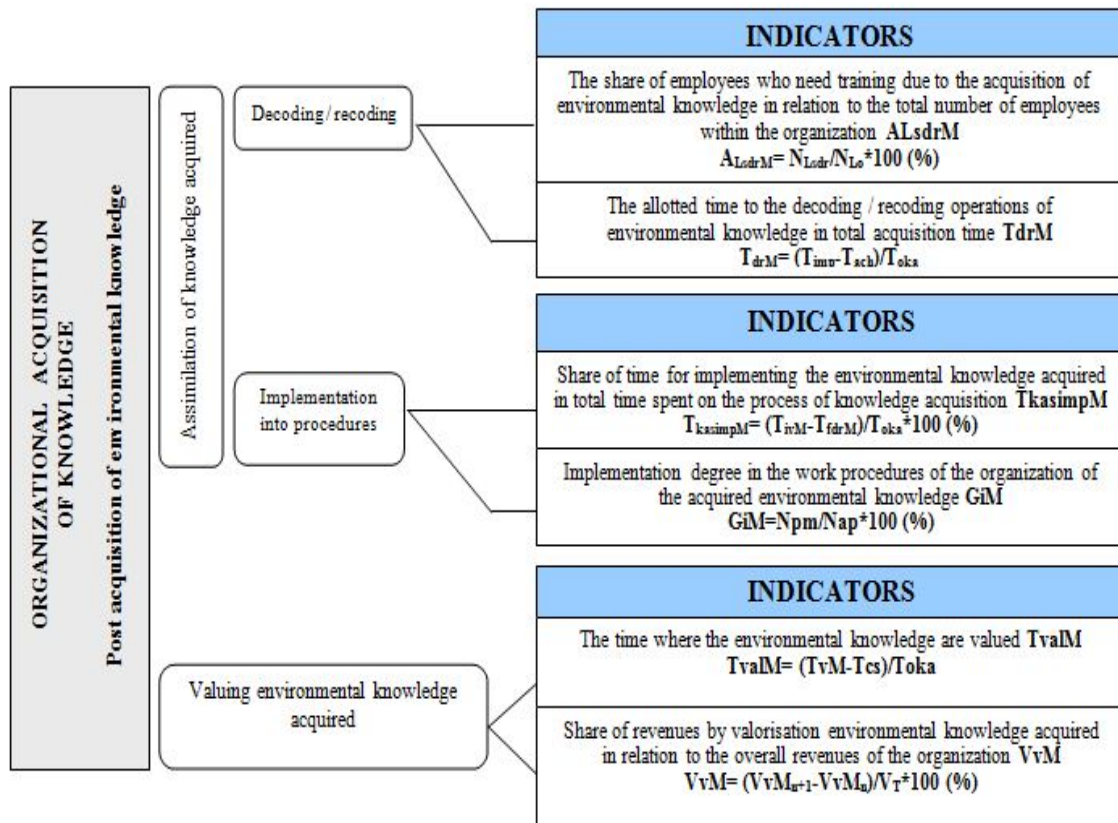 ORGANIZATIONAL ACQUISITION
OF KNOWLEDGE
Post acquisition of environmental knowledge
Assimilation of knowledge acquired
Decoding / recoding
INDICATORS
The share of employees who need training due to the acquisition of
environmental knowledge in relation to the total number of employees
within the organization ALsdrM
ALsdrM= NLsdr/NLo*100 (%)
The allotted time to the decoding / recoding operations of
environmental knowledge in total acquisition time TdrM
TdrM= (Timp-Tach)/Toka
Implementation
into procedures
INDICATORS
Share of time for implementing the environmental knowledge acquired
in total time spent on the process of knowledge acquisition TkasimpM
TkasimpM= (TivM-TfdrM)/Toka*100 (%)
Implementation degree in the work procedures of the organization of
the acquired environmental knowledge GiM
GiM=Npm/Nap*100 (%)
Valuing environmental knowledge
acquired
INDICATORS
The time where the environmental knowledge are valued TvalM
TvalM= (TvM-Tcs)/Toka
Share of revenues by valorisation environmental knowledge acquired
in relation to the overall revenues of the organization VvM
VvM= (VvMn+1-VvMn)/VT*100 (%)